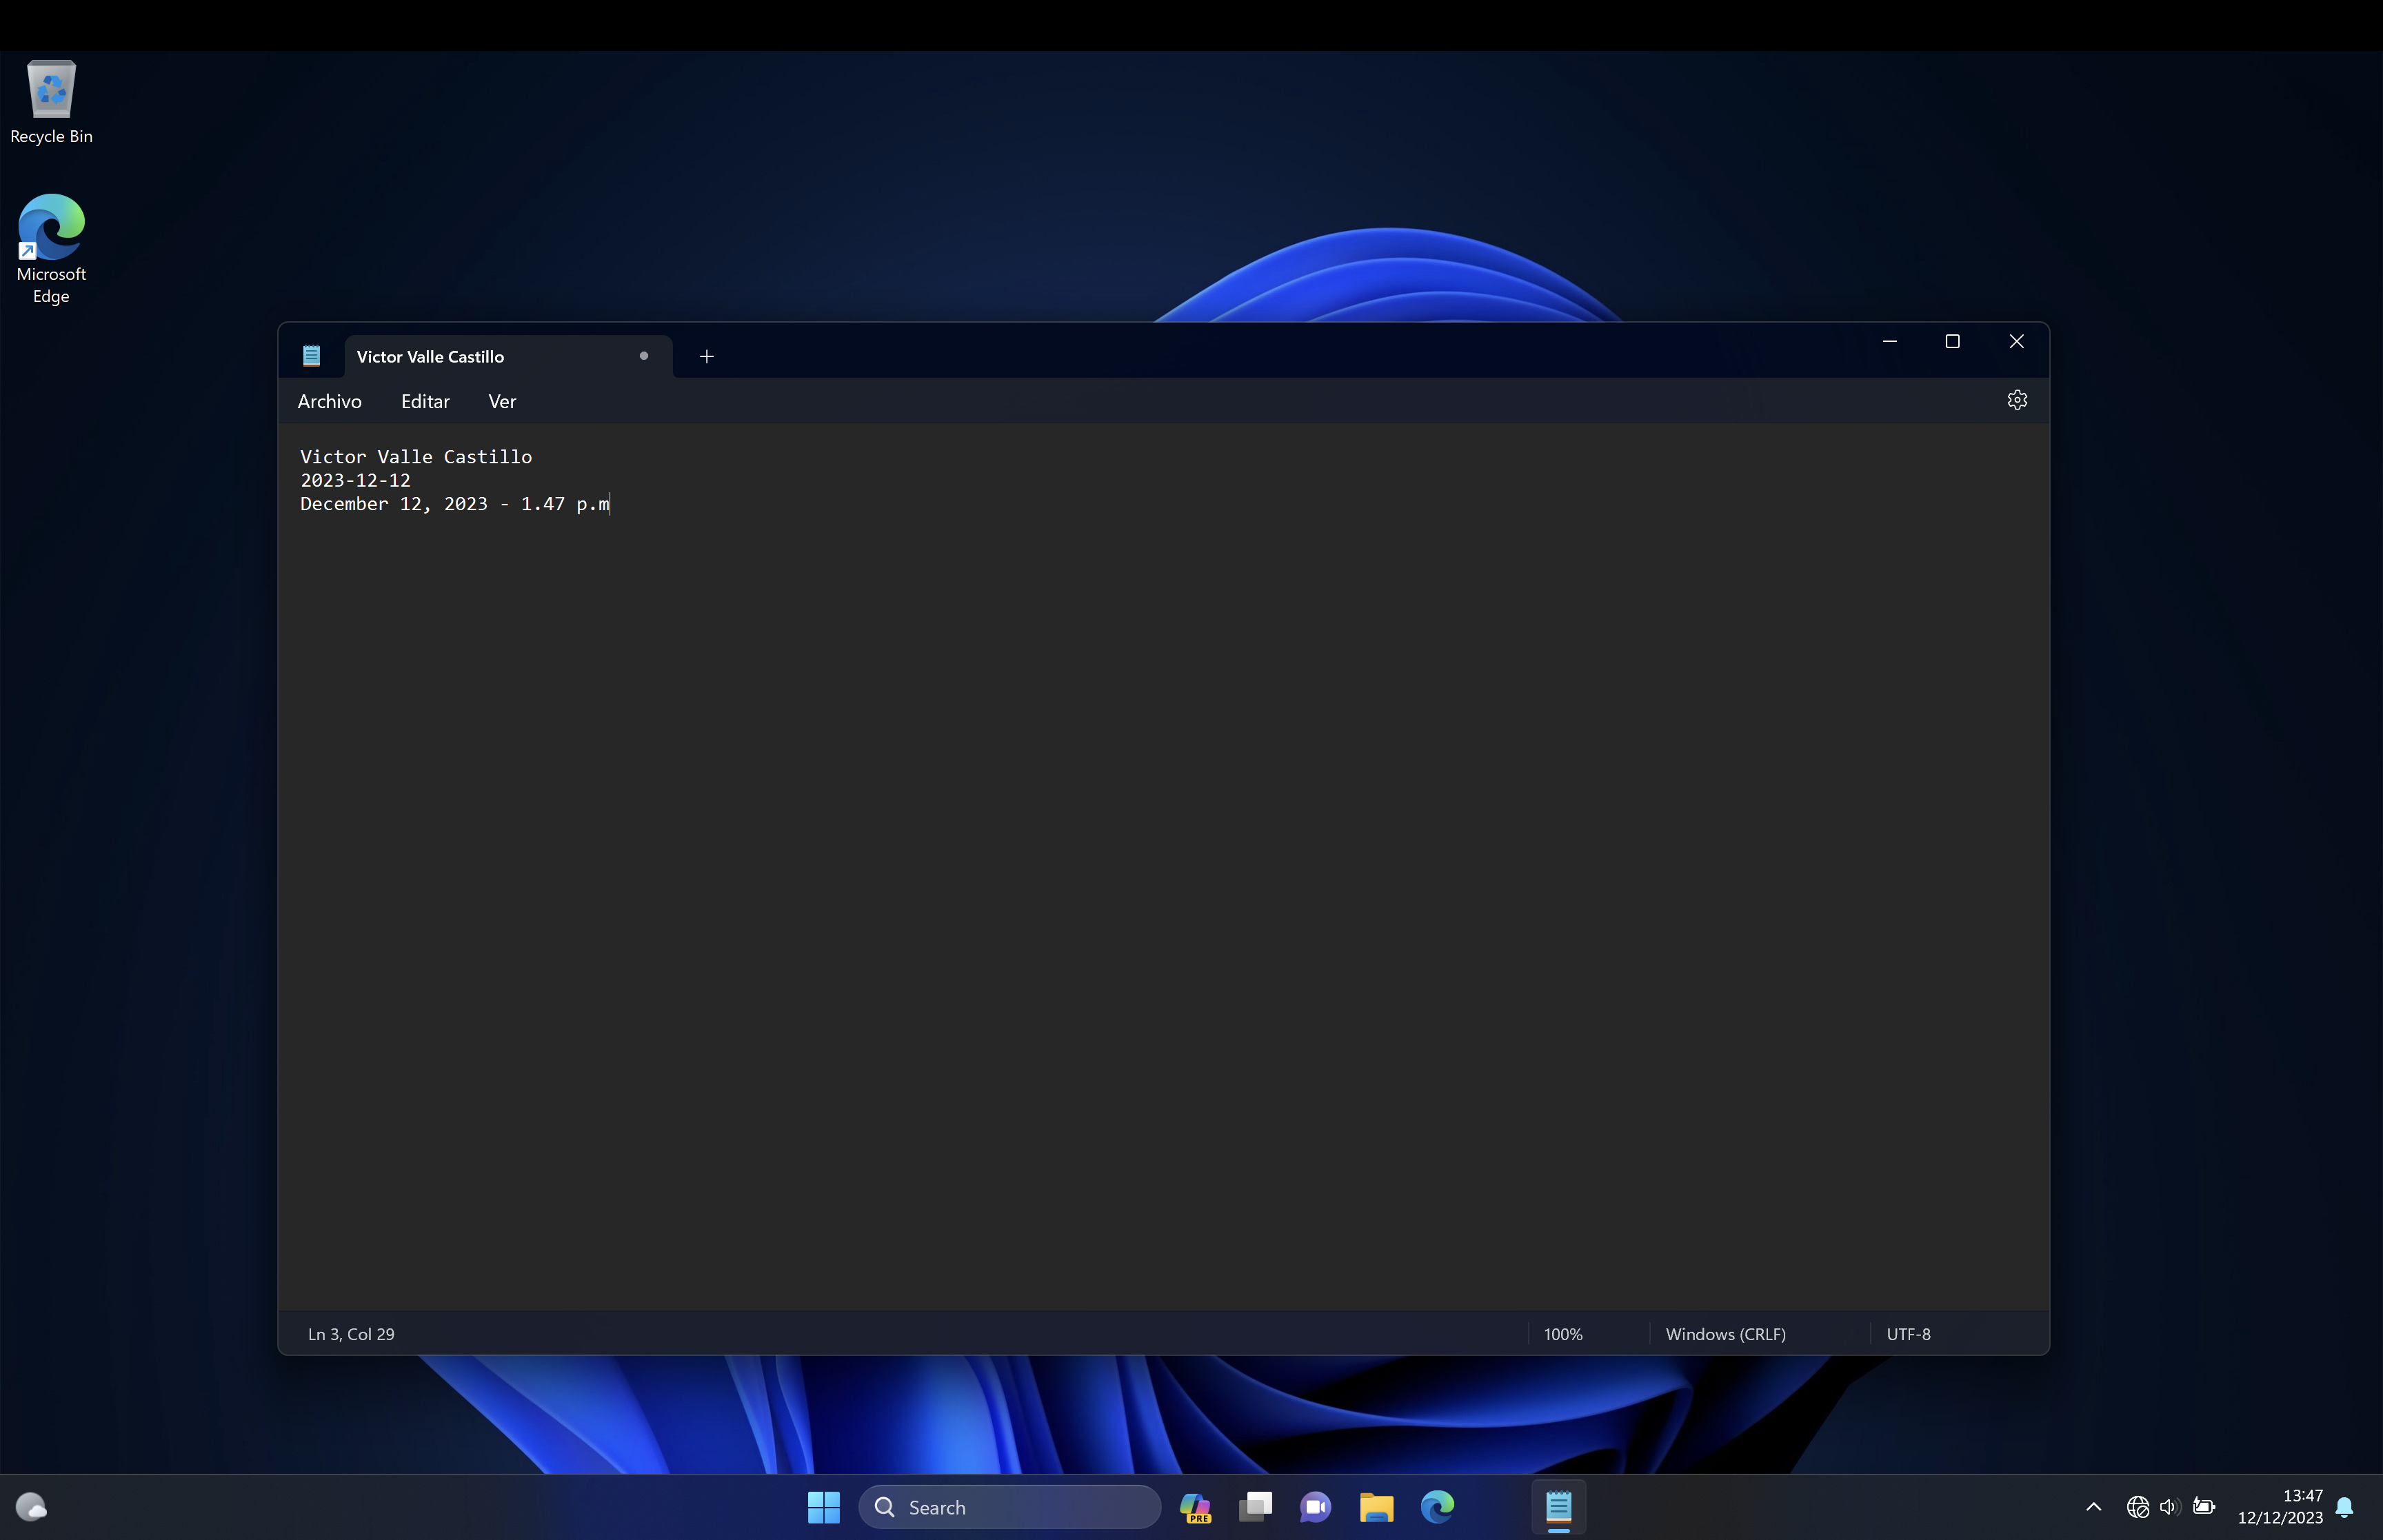 Recycle Bin
Microsoft
Edge
Victor Valle Castillo
Archivo Editar Ver
Victor Valle Castillo
2023-12-12
December 12, 2023 - 1.47 p.m
Ln 3, Col 29 100% Windows (CRLF) UTF-8
Search PRE 13:47
12/12/2023